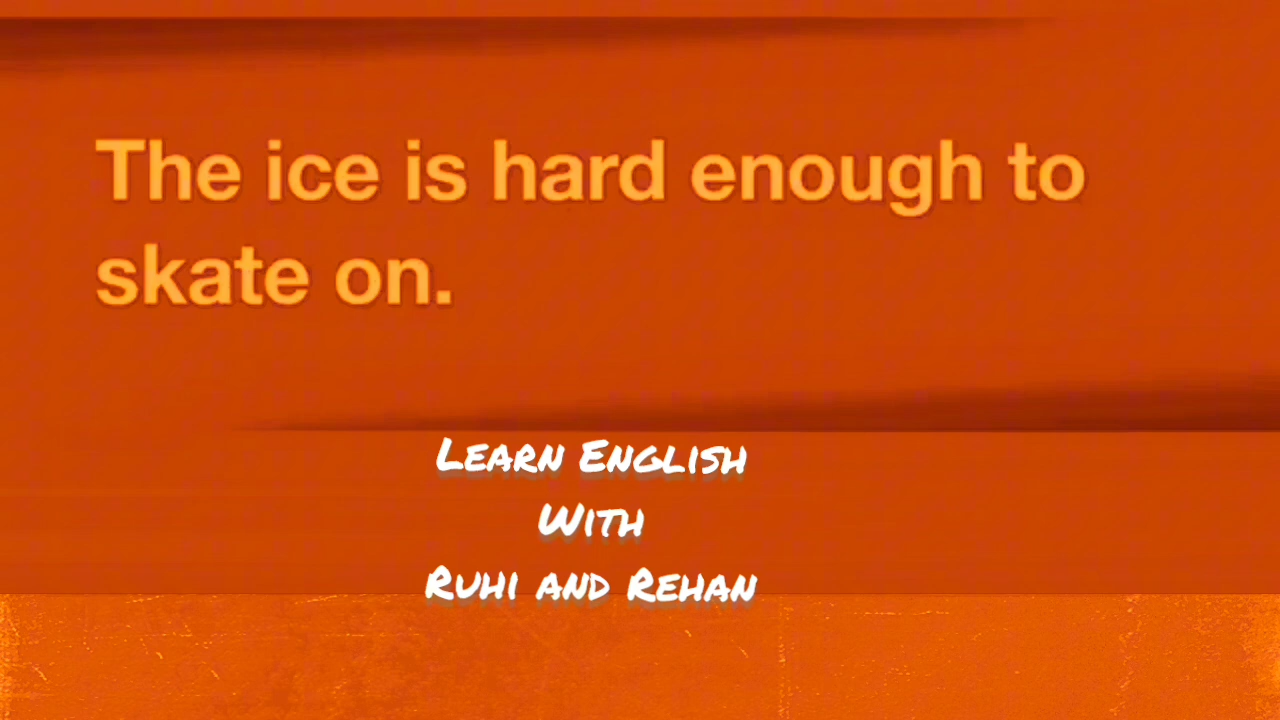 The ice is hard enough to
skate on.
Learn English
With
Ruhi and Rehan